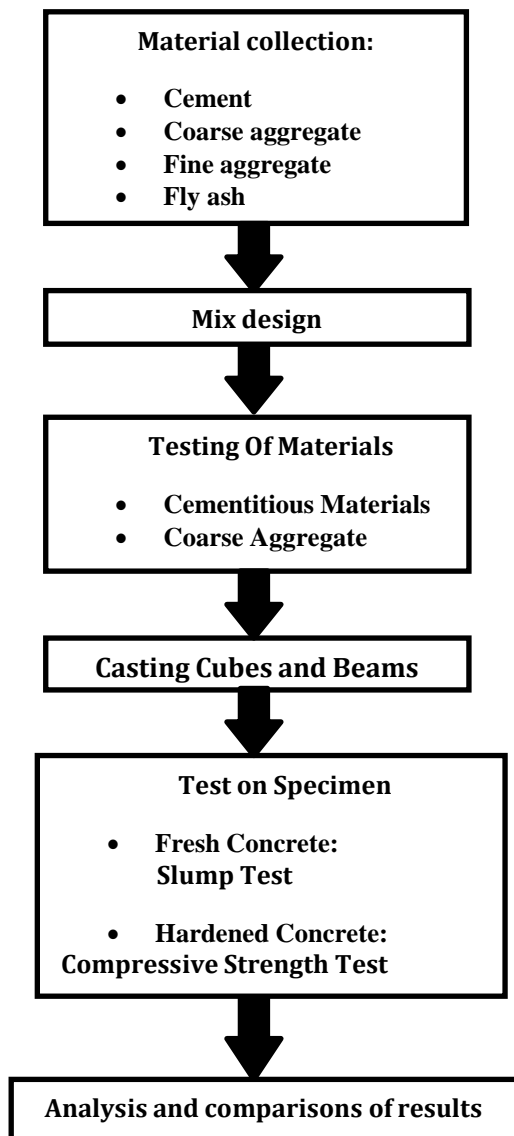 Material collection:
• Cement
• Coarse aggregate
• Fine aggregate
• Fly ash
Mix design
Testing Of Materials
• Cementitious Materials
• Coarse Aggregate
Casting Cubes and Beams
Test on Specimen
• Fresh Concrete:
Slump Test
• Hardened Concrete:
Compressive Strength Test
Analysis and comparisons of results